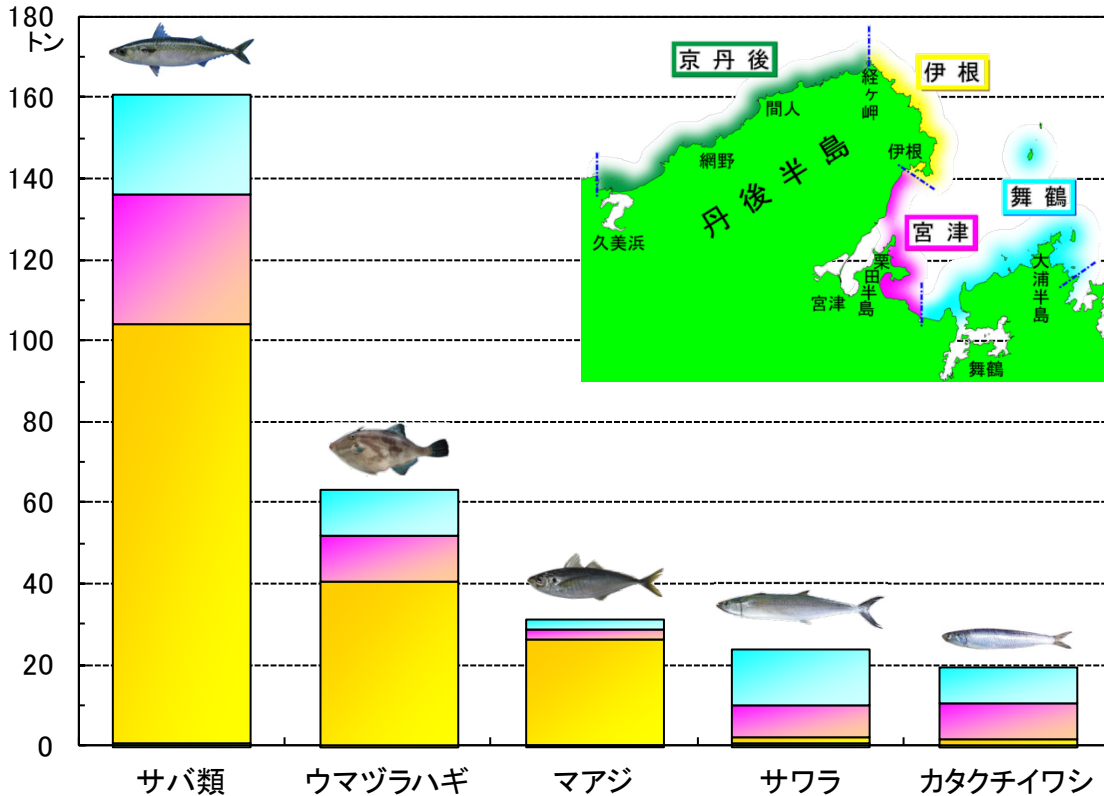 180
トン
160
140
120
100
80
60
40
20
0
サバ類
ウマヅラハギ
マアジ
サワラ
カタクチイワシ
京丹後
伊根
経ヶ岬
間人
網野
伊根
丹後半島
久美浜
舞鶴
宮津
栗田半島
宮津
大浦半島
舞鶴